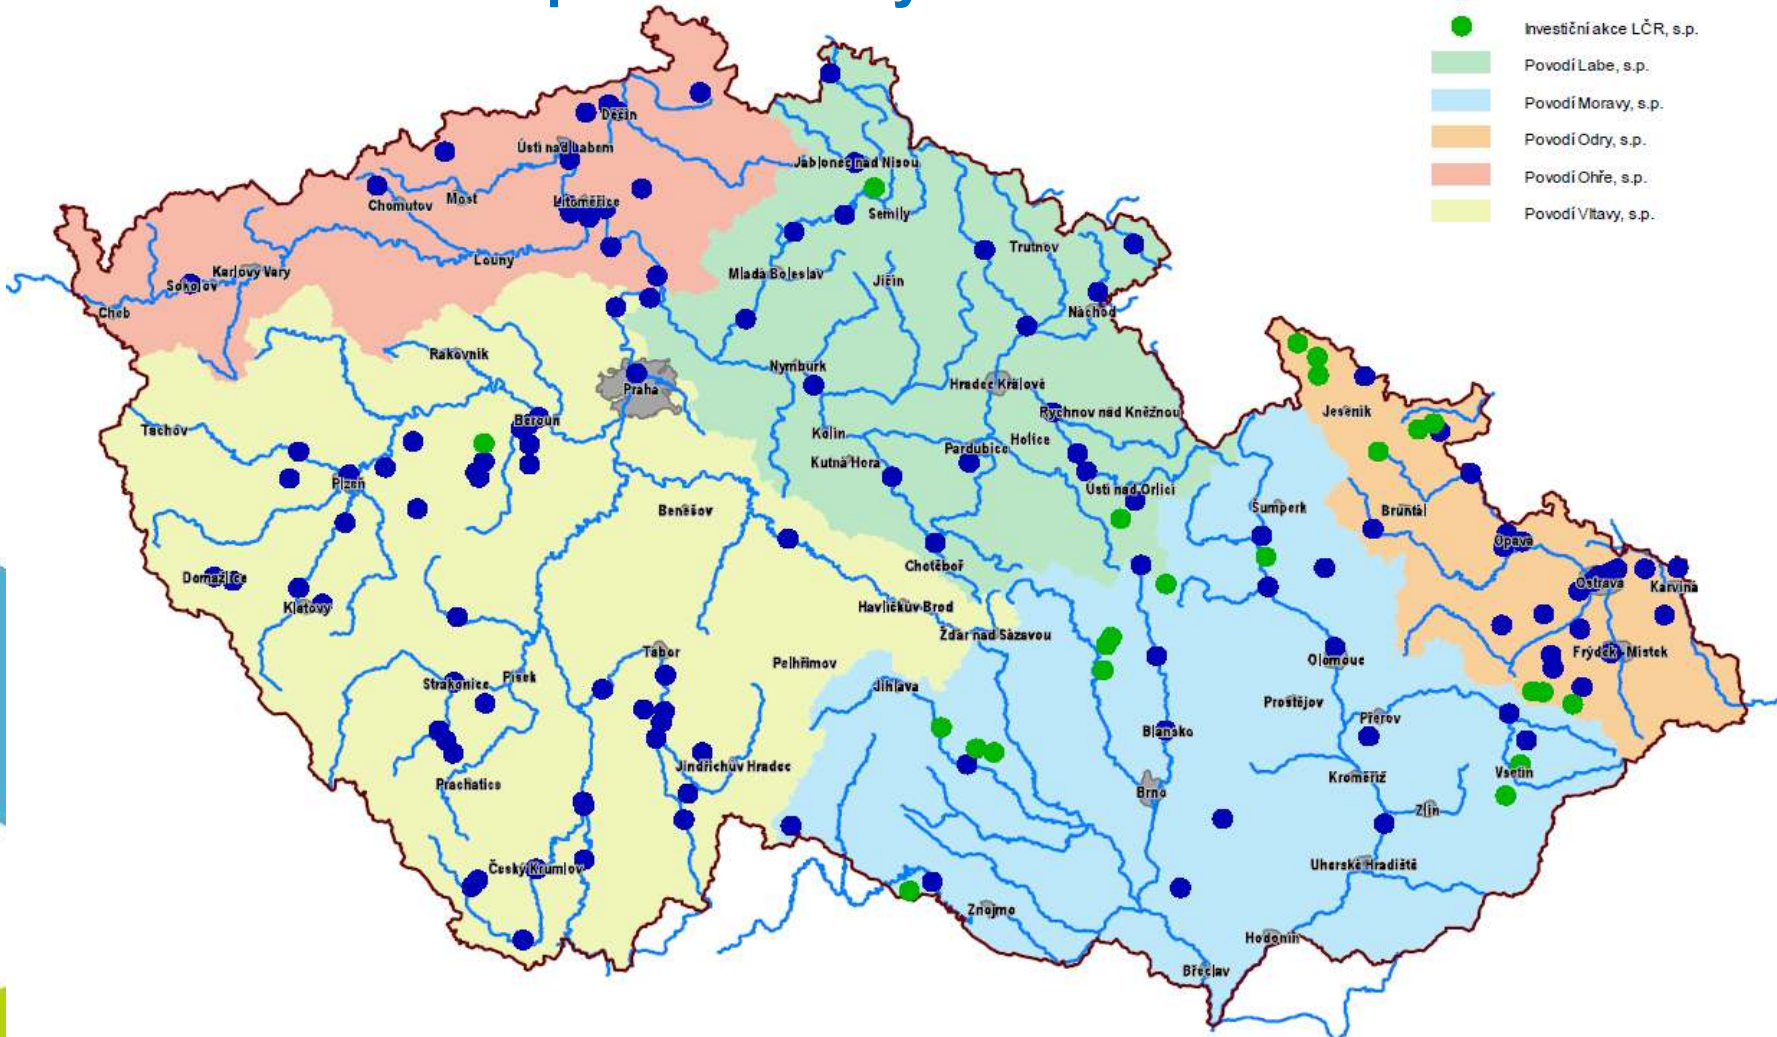 Investiční akce LČR, s.p.
Povodí Labe, s.p.
Povodí Moravy, s.p.
Povodí Odry, s.p.
Povodí Ohře, s.p.
Povodí Vltavy, s.p.
Děčín
Ústí nad Labem
Jablonec nad Nisou
Most
Chomutov
Litoměřice
Semily
Trutnov
Louny
Karlovy Vary
Sokolov
Mladá Boleslav
Jičín
Cheb
Náchod
Rakovník
Nymburk
Praha
Hradec Králové
Jeseník
Rychnov nad Kněžnou
Beroun
Tachov
Kolín
Holice
Pardubice
Kutná Hora
Plzeň
Ústí nad Orlicí
Benešov
Šumperk
Bruntál
Opava
Chotěboř
Domažlice
Ostrava
Karviná
Klatovy
Havlíčkův Brod
Žďár nad Sázavou
Tábor
Pelhřimov
Olomouc
Frýdek - Místek
Strakonice
Písek
Jihlava
Prostějov
Přerov
Blansko
Jindřichův Hradec
Prachatice
Vsetín
Kroměříž
Brno
Zlín
Český Krumlov
Uherské Hradiště
Znojmo
Hodonín
Břeclav